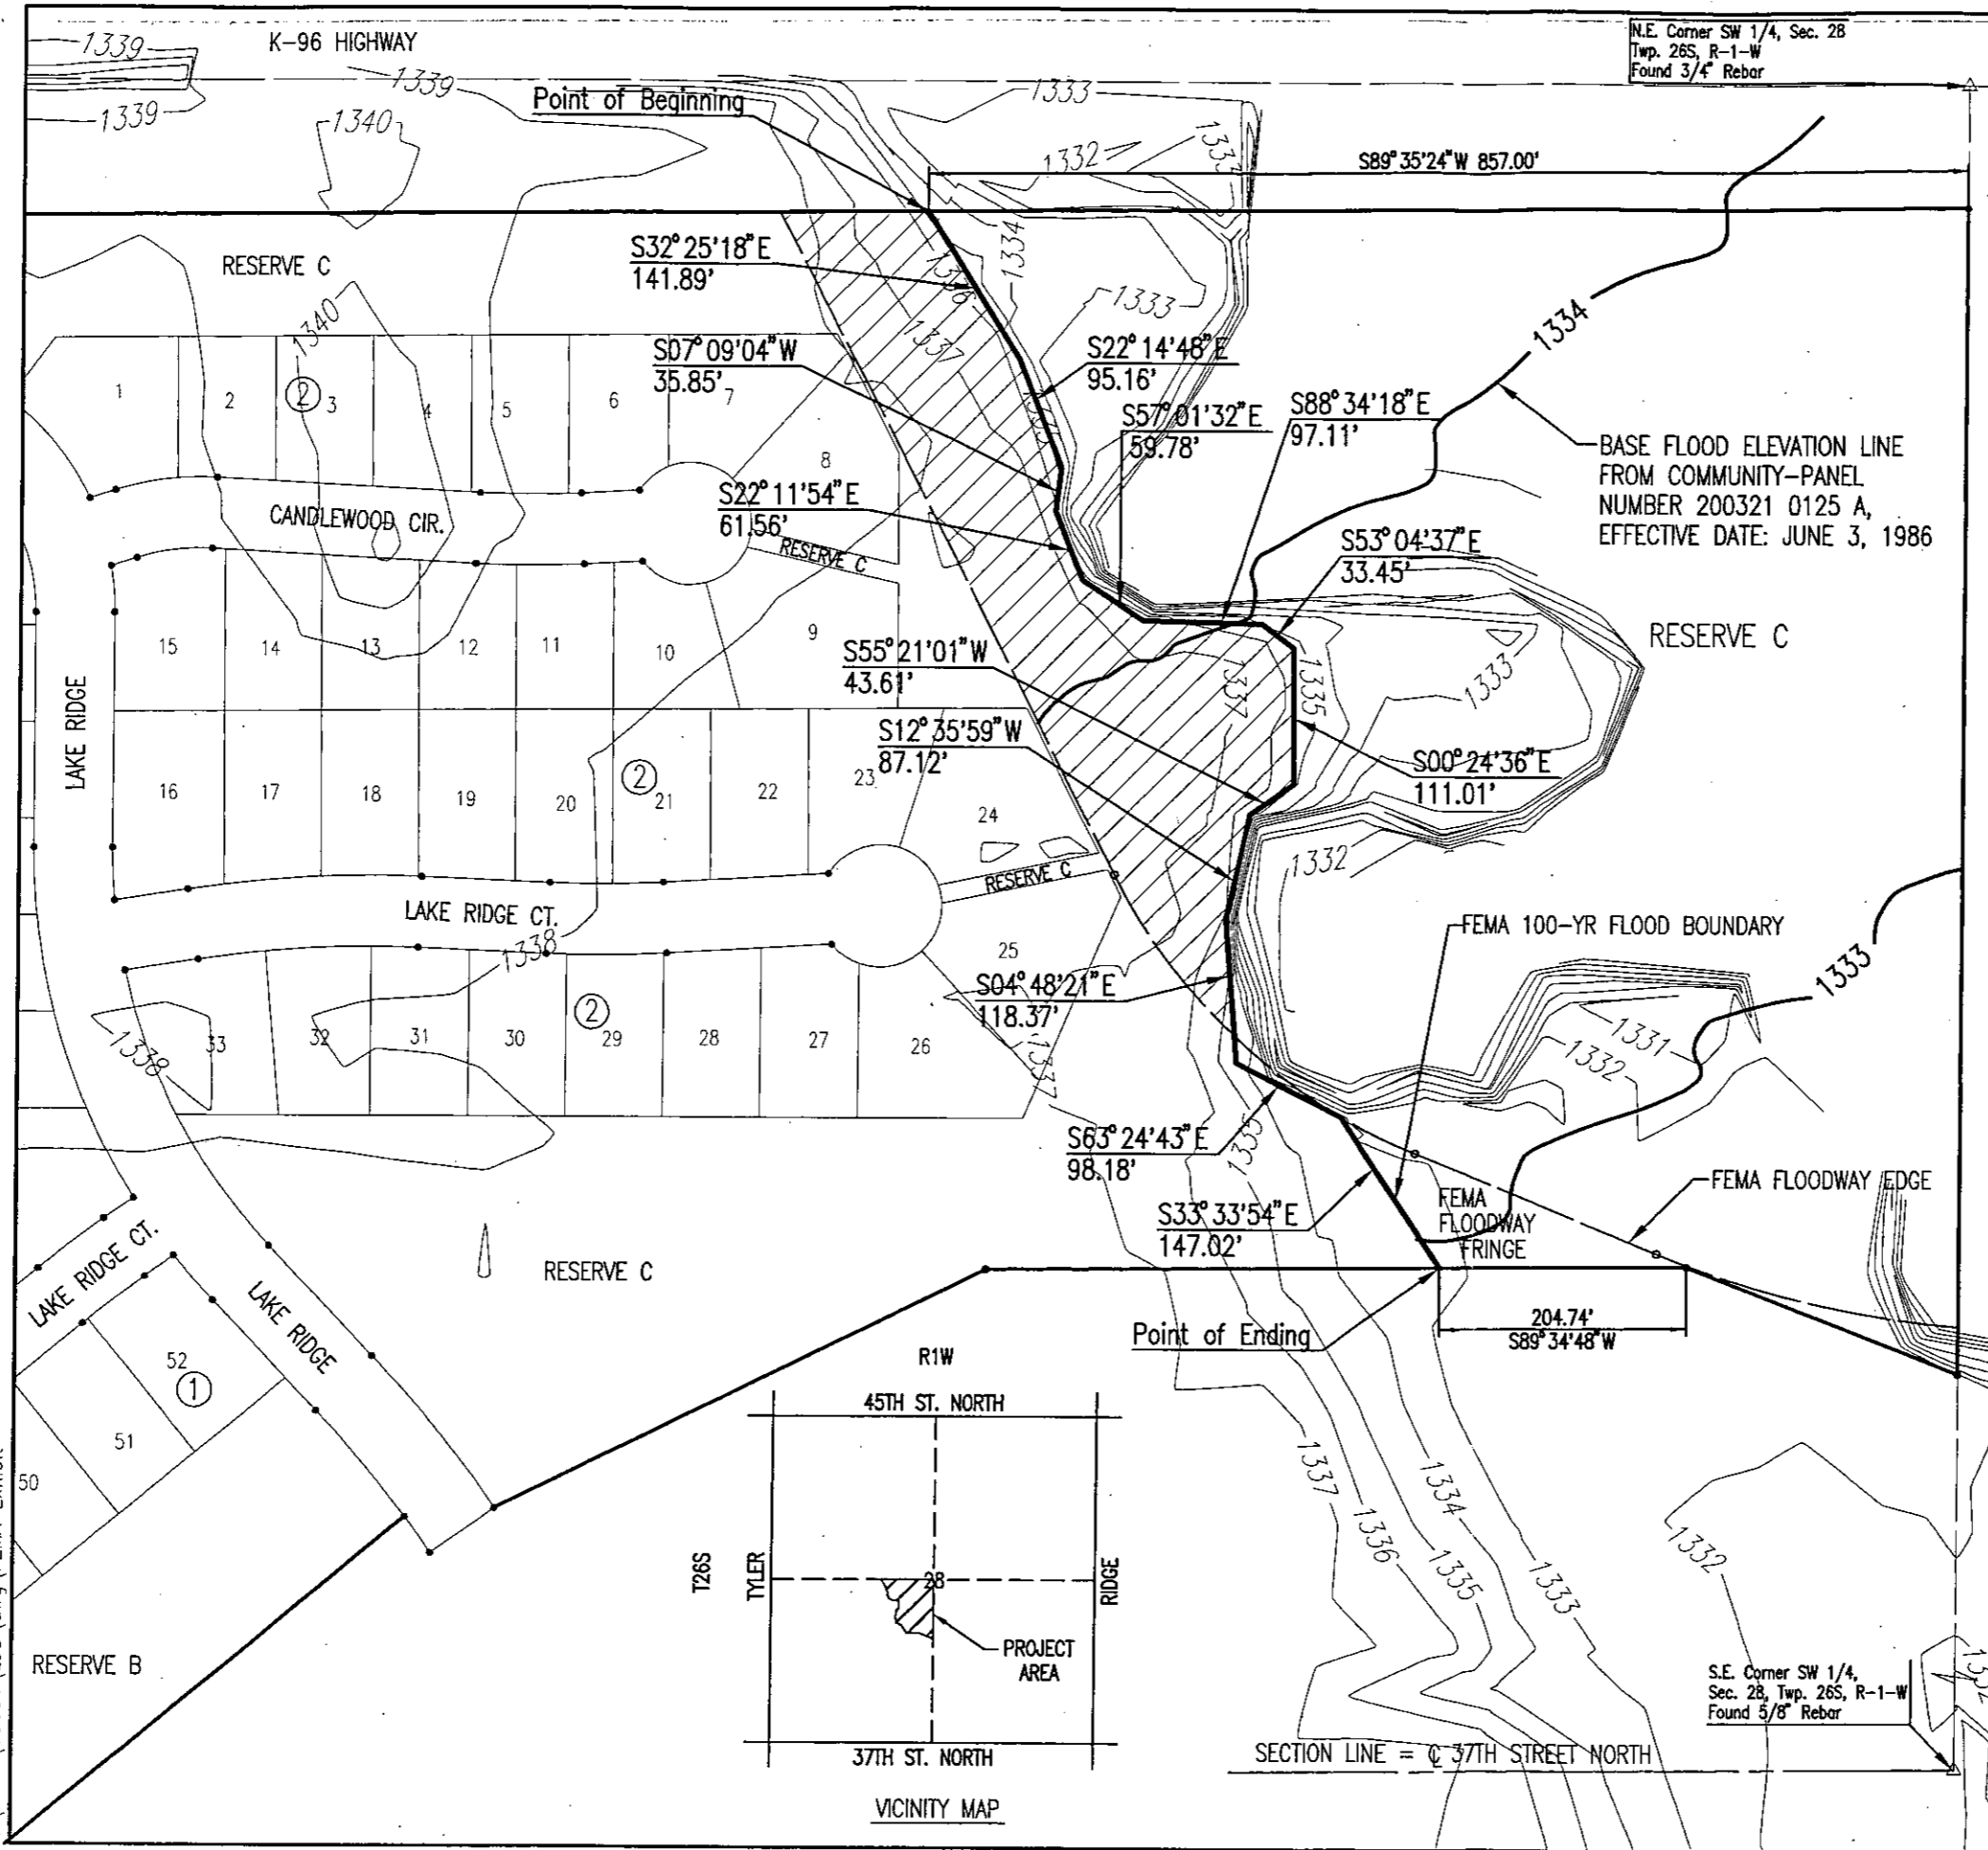 K-96 HIGHWAY
N.E. Corner SW 1/4, Sec. 28
Twp. 26S, R-1-W
Found 3/4" Rebar
1339
1339
1339
1340
Point of Beginning
1333
1332
1333
S89°35'24"W 857.00'
RESERVE C
S32°25'18"E
141.89'
1336
1334
1333
1340
1337
1334
S07°09'04"W
35.85'
S22°14'48"E
95.16'
1335
S57°01'32"E
59.78'
S88°34'18"E
97.11'
BASE FLOOD ELEVATION LINE
FROM COMMUNITY-PANEL
NUMBER 200321 0125 A,
EFFECTIVE DATE: JUNE 3, 1986
1
2
2
3
4
5
6
7
8
S22°11'54"E
61.56'
CANDLEWOOD CIR.
RESERVE C
S53°04'37"E
33.45'
15
14
13
12
11
10
9
RESERVE C
S55°21'01"W
43.61'
1337
1335
1333
LAKE RIDGE
S12°35'59"W
87.12'
S00°24'36"E
111.01'
16
17
18
19
20
2
21
22
23
24
1332
RESERVE C
LAKE RIDGE CT.
1338
FEMA 100-YR FLOOD BOUNDARY
25
1333
S04°48'21"E
118.37'
1338
33
32
31
30
2
29
28
27
26
1337
1331
1332
S63°24'43"E
98.18'
1335
S33°33'54"E
147.02'
FEMA
FLOODWAY
FRINGE
FEMA FLOODWAY EDGE
LAKE RIDGE CT.
LAKE RIDGE
RESERVE C
204.74'
S89°34'48"W
Point of Ending
52
1
51
50
R1W
45TH ST. NORTH
T26S
TYLER
28
RIDGE
PROJECT
AREA
37TH ST. NORTH
VICINITY MAP
1337
1336
1334
1335
1333
1332
RESERVE B
S.E. Corner SW 1/4,
Sec. 28, Twp. 26S, R-1-W
Found 5/8" Rebar
1332
SECTION LINE = ℄ 37TH STREET NORTH